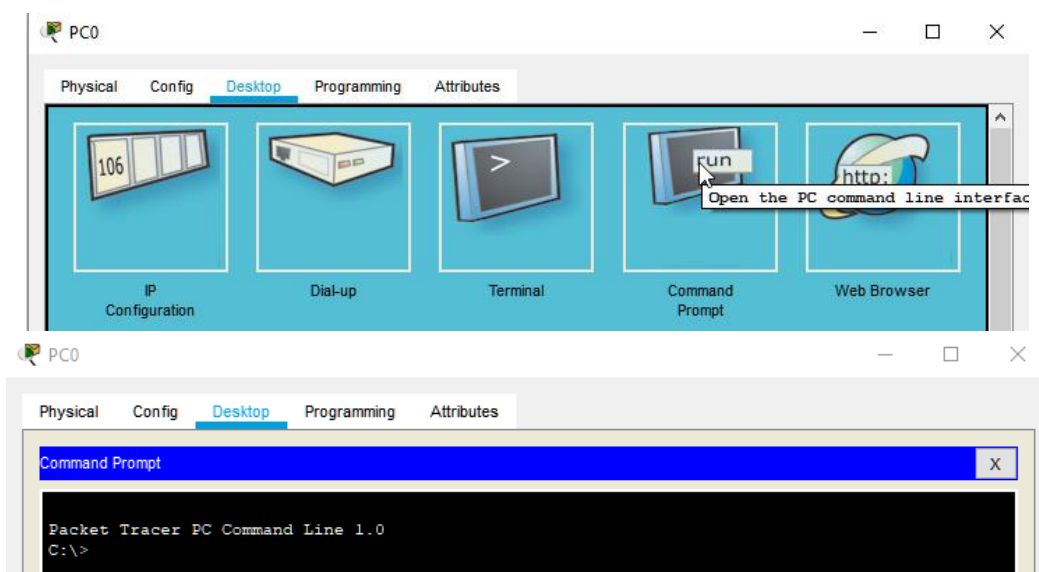 PC0
Physical Config Desktop Programming Attributes
106
>
run
http:
Open the PC command line interfac
IP
Configuration
Dial-up
Terminal
Command
Prompt
Web Browser
PC0
Physical Config Desktop Programming Attributes
Command Prompt
X
Packet Tracer PC Command Line 1.0
C:\>